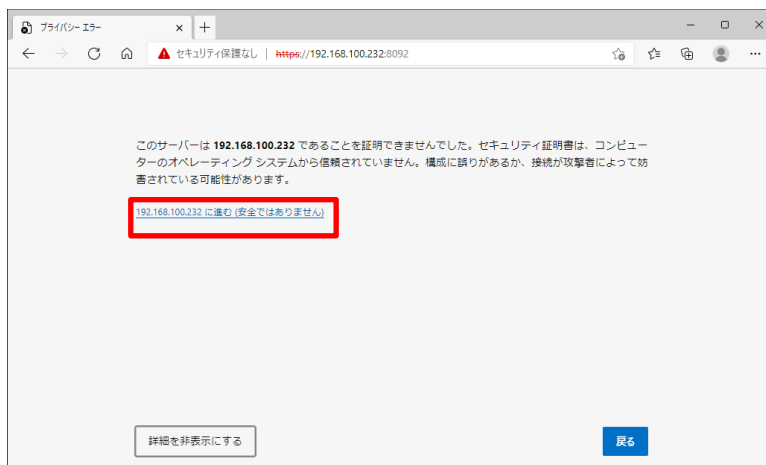 プライバシー エラー
セキュリティ保護なし | https://192.168.100.232:8092
このサーバーは 192.168.100.232 であることを証明できませんでした。セキュリティ証明書は、コンピュー
ターのオペレーティング システムから信頼されていません。構成に誤りがあるか、接続が攻撃者によって妨
害されている可能性があります。
192.168.100.232 に進む (安全ではありません)
詳細を非表示にする
戻る